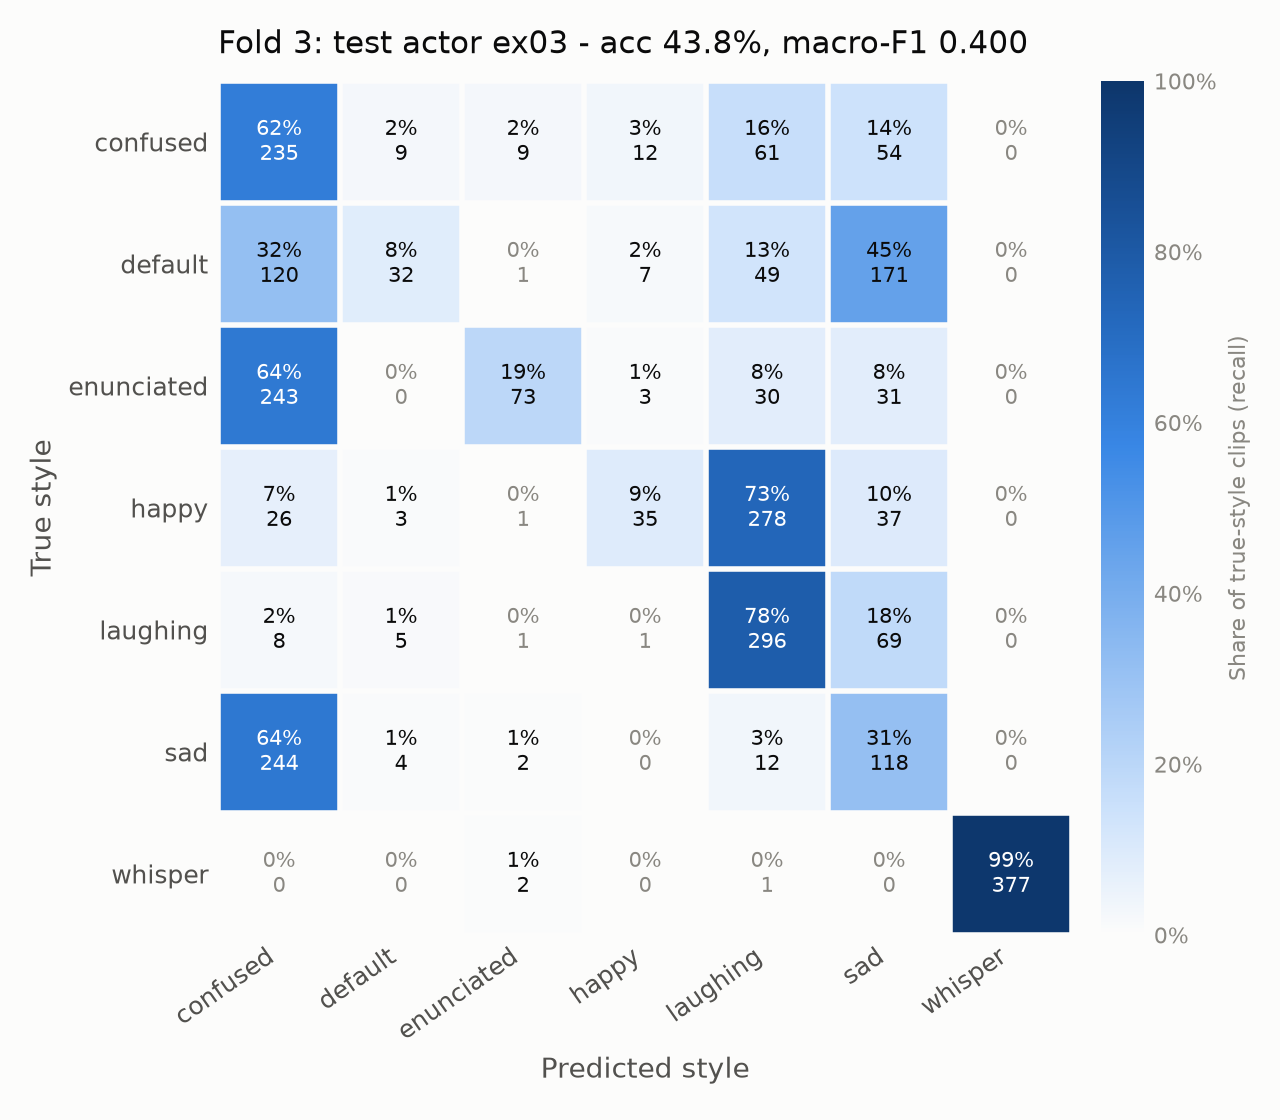 Fold 3: test actor ex03 - acc 43.8%, macro-F1 0.400
confused
62% 2% 2% 3% 16% 14% 0%
235 9 9 12 61 54 0
default
32% 8% 0% 2% 13% 45% 0%
120 32 1 7 49 171 0
enunciated
64% 0% 19% 1% 8% 8% 0%
243 0 73 3 30 31 0
happy
7% 1% 0% 9% 73% 10% 0%
26 3 1 35 278 37 0
laughing
2% 1% 0% 0% 78% 18% 0%
8 5 1 1 296 69 0
sad
64% 1% 1% 0% 3% 31% 0%
244 4 2 0 12 118 0
whisper
0% 0% 1% 0% 0% 0% 99%
0 0 2 0 1 0 377
confused default enunciated happy laughing sad whisper
Predicted style
True style
100%
80%
60%
40%
20%
0%
Share of true-style clips (recall)